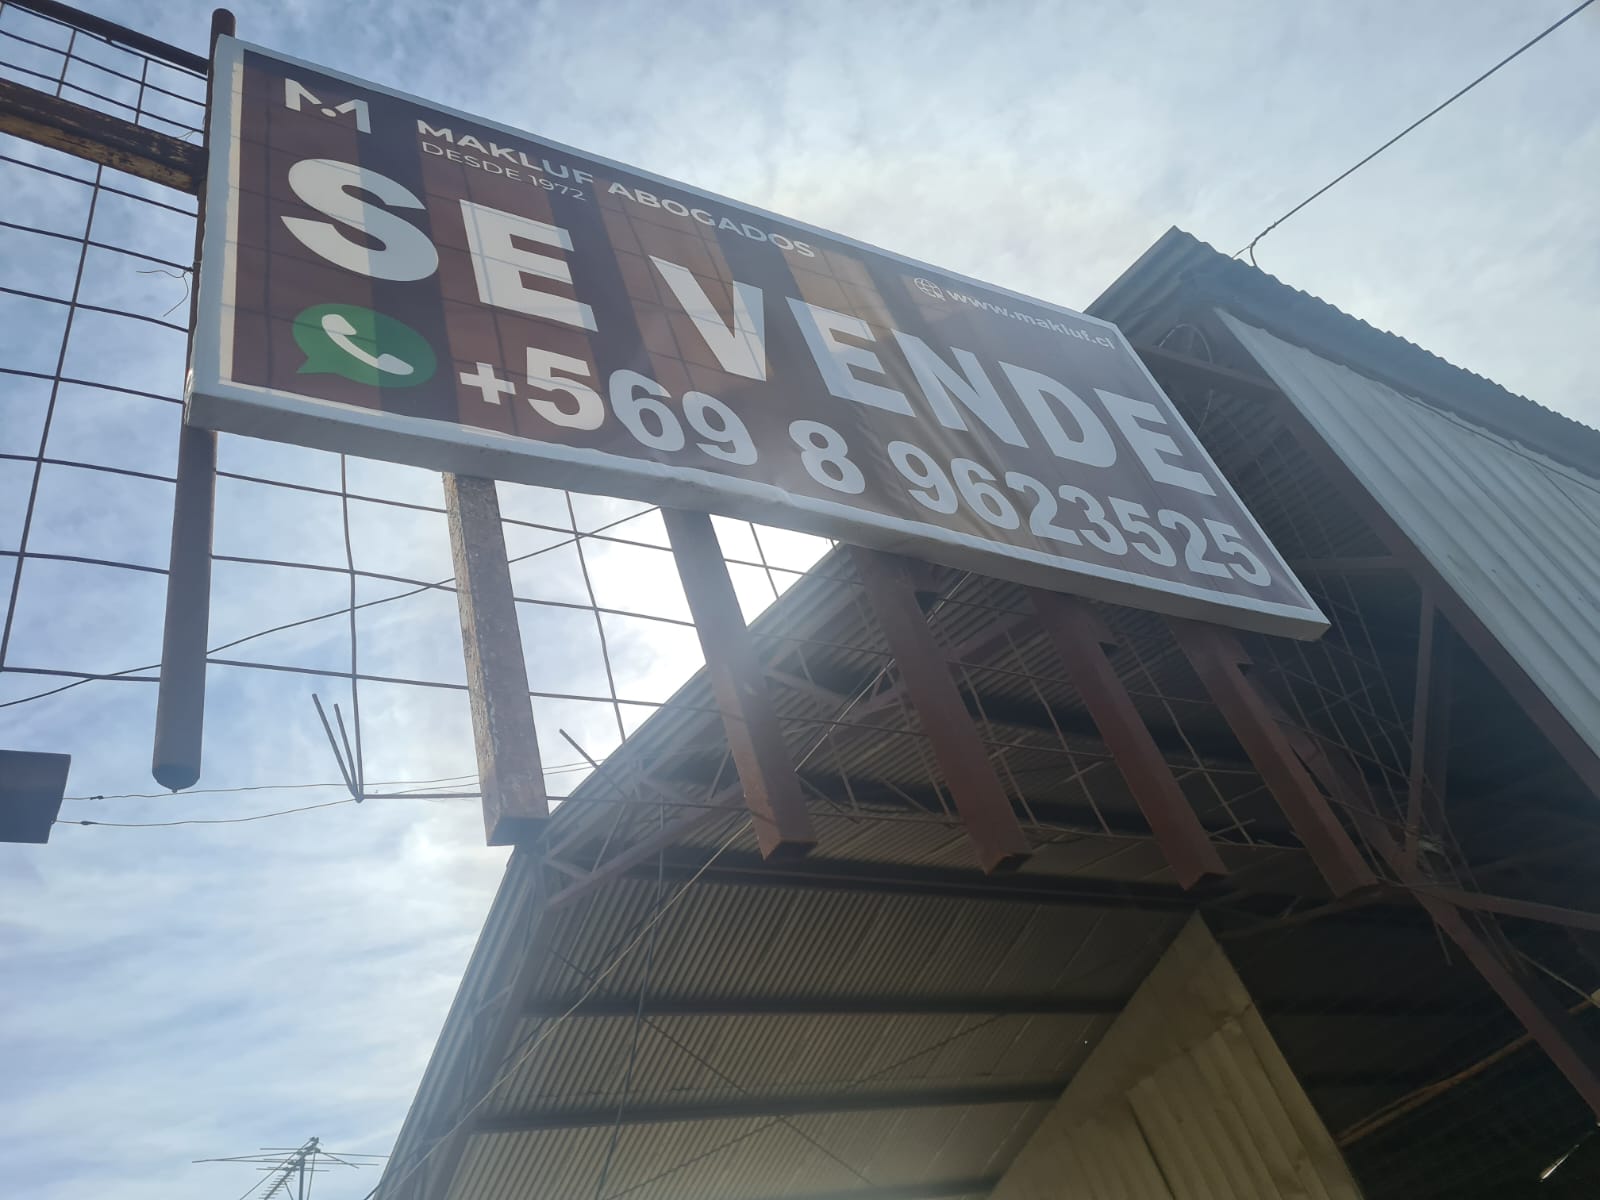 M
MAKLUF ABOGADOS
DESDE 1972
www.makluf.cl
SE VENDE
+569 8 9623525